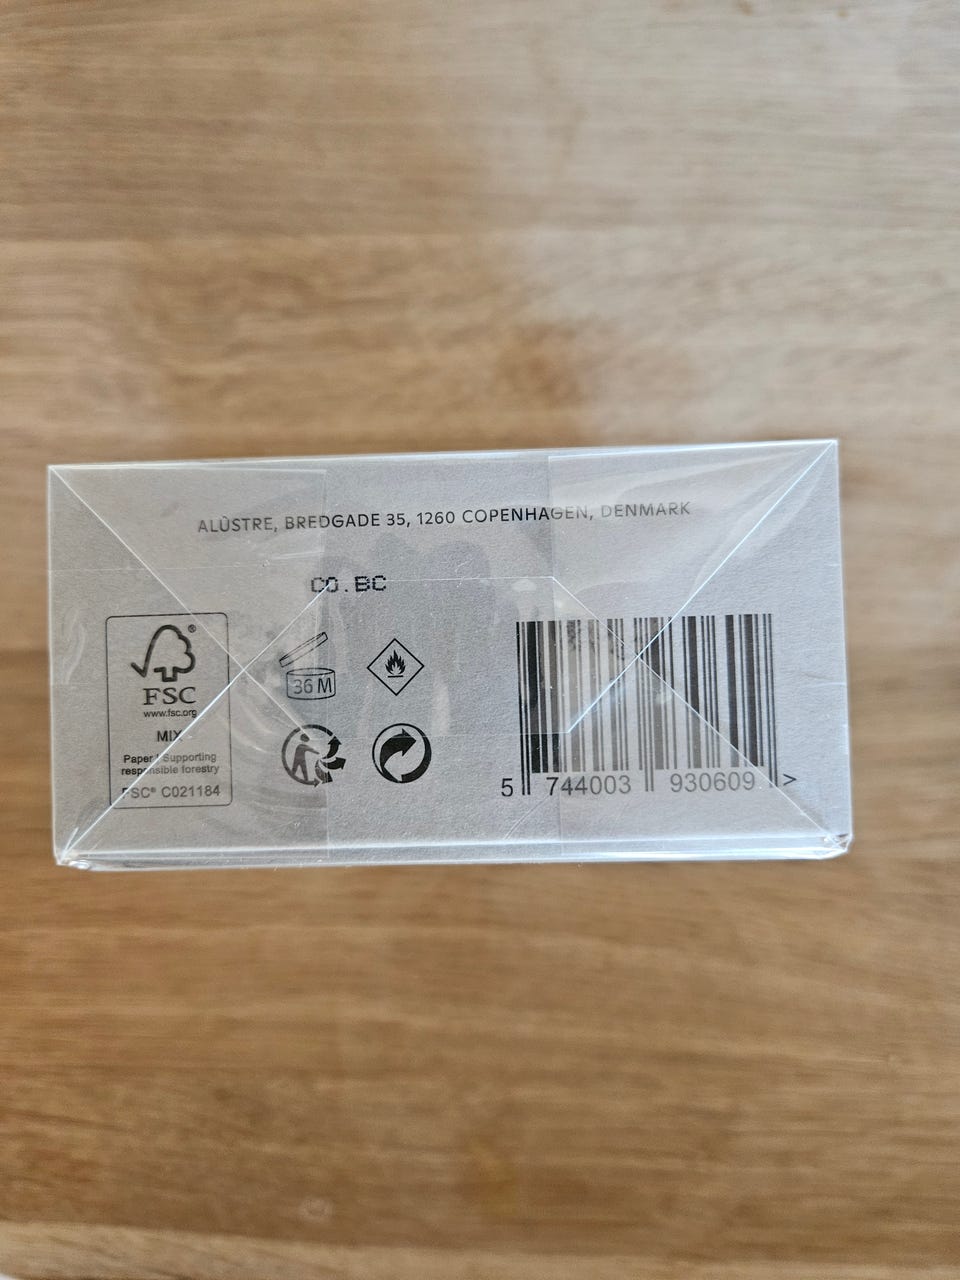 ALÙSTRE, BREDGADE 35, 1260 COPENHAGEN, DENMARK
CO.BC
FSC®
www.fsc.org
MIX
Paper | Supporting
responsible forestry
FSC® C021184
36 M
5 744003 930609 >